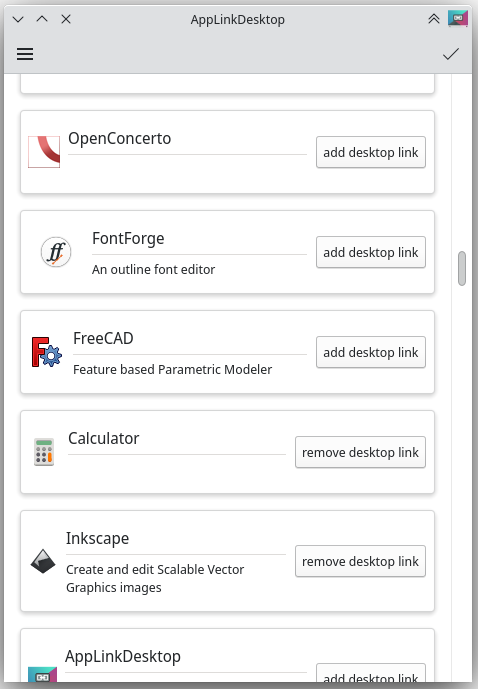 AppLinkDesktop
OpenConcerto
add desktop link
FontForge
An outline font editor
add desktop link
FreeCAD
Feature based Parametric Modeler
add desktop link
Calculator
remove desktop link
Inkscape
Create and edit Scalable Vector
Graphics images
remove desktop link
AppLinkDesktop
add desktop link